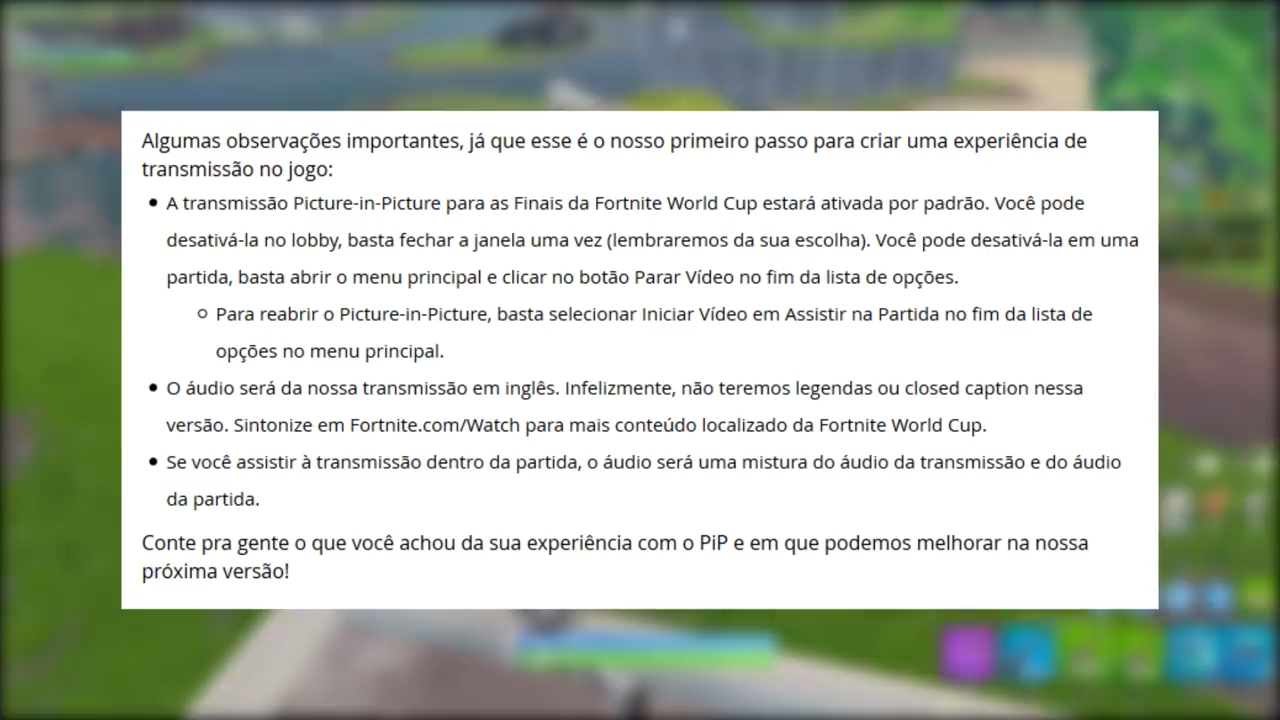 Algumas observações importantes, já que esse é o nosso primeiro passo para criar uma experiência de
transmissão no jogo:
• A transmissão Picture-in-Picture para as Finais da Fortnite World Cup estará ativada por padrão. Você pode
desativá-la no lobby, basta fechar a janela uma vez (lembraremos da sua escolha). Você pode desativá-la em uma
partida, basta abrir o menu principal e clicar no botão Parar Vídeo no fim da lista de opções.
◦ Para reabrir o Picture-in-Picture, basta selecionar Iniciar Vídeo em Assistir na Partida no fim da lista de
opções no menu principal.
• O áudio será da nossa transmissão em inglês. Infelizmente, não teremos legendas ou closed caption nessa
versão. Sintonize em Fortnite.com/Watch para mais conteúdo localizado da Fortnite World Cup.
• Se você assistir à transmissão dentro da partida, o áudio será uma mistura do áudio da transmissão e do áudio
da partida.
Conte pra gente o que você achou da sua experiência com o PiP e em que podemos melhorar na nossa
próxima versão!